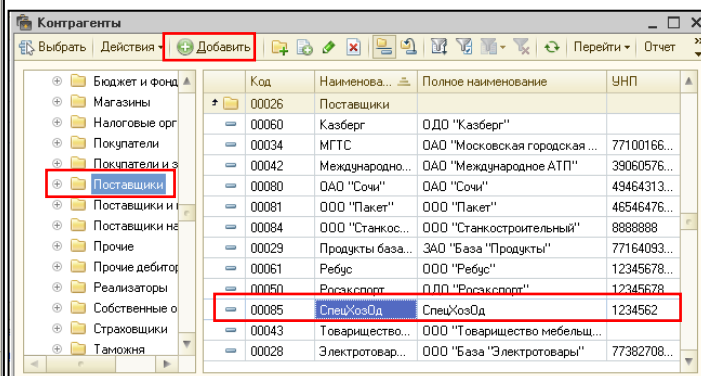 Контрагенты
Выбрать Действия Добавить Перейти Отчет
Бюджет и фонд
Магазины
Налоговые орг
Покупатели
Покупатели и з
Поставщики
Поставщики и
Поставщики на
Прочие
Прочие дебитор
Реализаторы
Собственные о
Страховщики
Таможня
Код Наименова... Полное наименование УНП
00026 Поставщики
00060 Казберг ОДО "Казберг"
00034 МГТС ОАО "Московская городская ... 77100166...
00042 Международно... ОАО "Международное АТП" 39060576...
00080 ОАО "Сочи" ОАО "Сочи" 49464313...
00081 ООО "Пакет" ООО "Пакет" 46546476...
00084 ООО "Станкос... ООО "Станкостроительный" 8888888
00029 Продукты база... ЗАО "База "Продукты" 77164093...
00061 Ребус ООО "Ребус" 12345678...
00050 Росэкспорт ОДО "Росэкспорт" 12345678
00085 СпецХозОд СпецХозОд 1234562
00043 Товарищество... ООО "Товарищество мебельщ...
00028 Электротовар... ООО "База "Электротовары" 77382708...